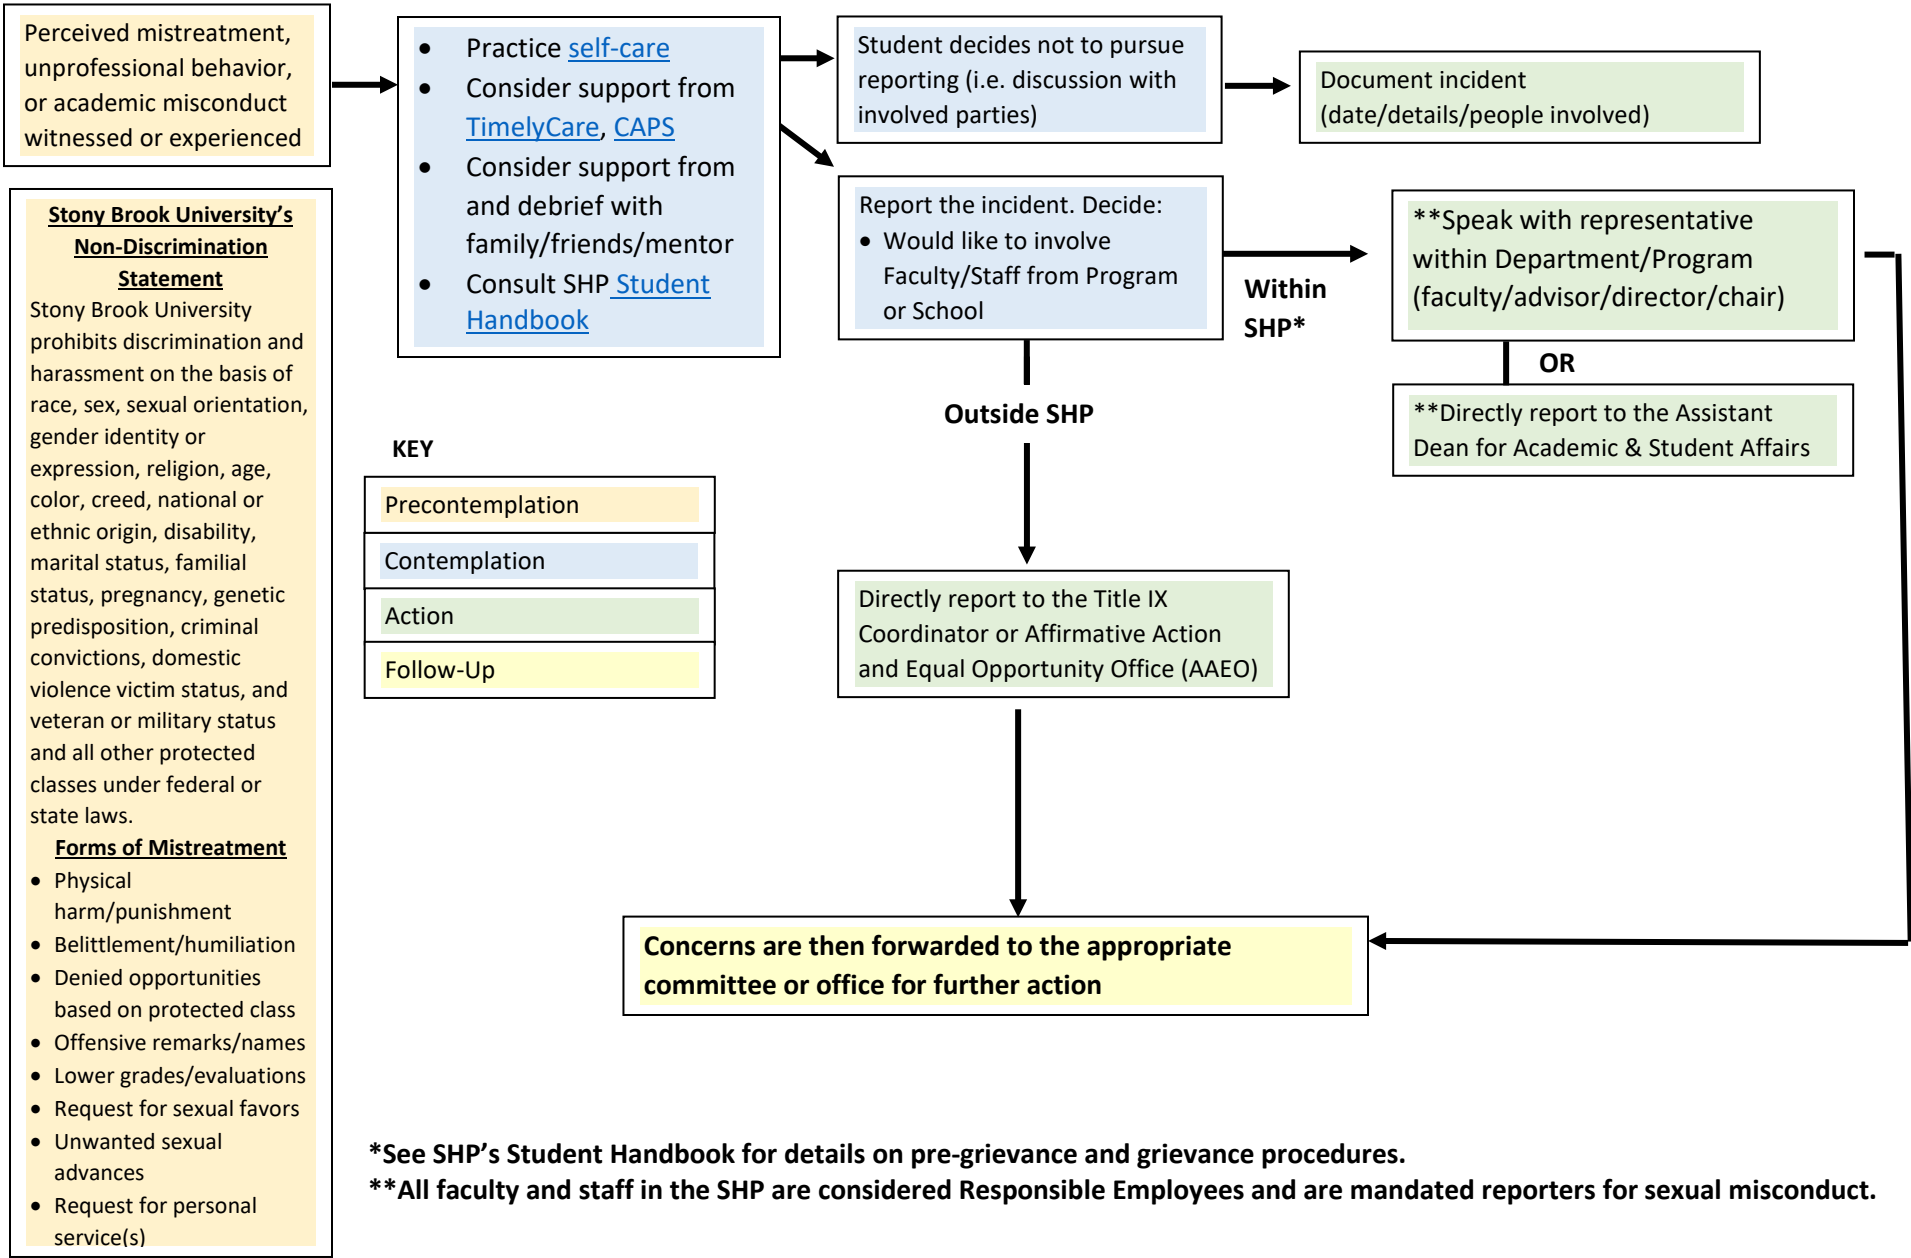 Perceived mistreatment,
unprofessional behavior,
or academic misconduct
witnessed or experienced
• Practice self-care
• Consider support from
TimelyCare, CAPS
• Consider support from
and debrief with
family/friends/mentor
• Consult SHP Student
Handbook
Student decides not to pursue
reporting (i.e. discussion with
involved parties)
Document incident
(date/details/people involved)
Report the incident. Decide:
• Would like to involve
Faculty/Staff from Program
or School
Within
SHP*
**Speak with representative
within Department/Program
(faculty/advisor/director/chair)
OR
**Directly report to the Assistant
Dean for Academic & Student Affairs
Outside SHP
Directly report to the Title IX
Coordinator or Affirmative Action
and Equal Opportunity Office (AAEO)
Concerns are then forwarded to the appropriate
committee or office for further action
KEY
Precontemplation
Contemplation
Action
Follow-Up
Stony Brook University's
Non-Discrimination
Statement
Stony Brook University
prohibits discrimination and
harassment on the basis of
race, sex, sexual orientation,
gender identity or
expression, religion, age,
color, creed, national or
ethnic origin, disability,
marital status, familial
status, pregnancy, genetic
predisposition, criminal
convictions, domestic
violence victim status, and
veteran or military status
and all other protected
classes under federal or
state laws.
Forms of Mistreatment
• Physical
harm/punishment
• Belittlement/humiliation
• Denied opportunities
based on protected class
• Offensive remarks/names
• Lower grades/evaluations
• Request for sexual favors
• Unwanted sexual
advances
• Request for personal
service(s)
*See SHP's Student Handbook for details on pre-grievance and grievance procedures.
**All faculty and staff in the SHP are considered Responsible Employees and are mandated reporters for sexual misconduct.